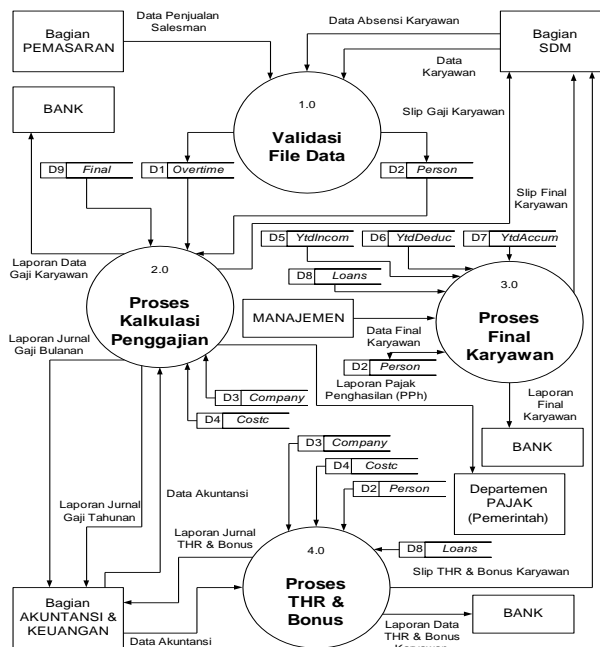 Bagian
PEMASARAN
Data Penjualan
Salesman
Data Absensi Karyawan
Data
Karyawan
Bagian
SDM
BANK
1.0
Validasi
File Data
Slip Gaji Karyawan
D9 Final
D1 Overtime
D2 Person
Slip Final
Karyawan
D5 YtdIncom
D6 YtdDeduc
D7 YtdAccum
D8 Loans
Laporan Data
Gaji Karyawan
2.0
Proses
Kalkulasi
Penggajian
MANAJEMEN
3.0
Proses
Final
Karyawan
Data Final
Karyawan
D2 Person
Laporan Jurnal
Gaji Bulanan
Laporan Pajak
Penghasilan (PPh)
Laporan
Final
Karyawan
D3 Company
D4 Costc
BANK
D3 Company
D4 Costc
D2 Person
Departemen
PAJAK
(Pemerintah)
Laporan Jurnal
Gaji Tahunan
Data Akuntansi
Laporan Jurnal
THR & Bonus
4.0
Proses
THR &
Bonus
D8 Loans
Slip THR & Bonus Karyawan
Bagian
AKUNTANSI &
KEUANGAN
Data Akuntansi
Laporan Data
THR & Bonus
Karyawan
BANK